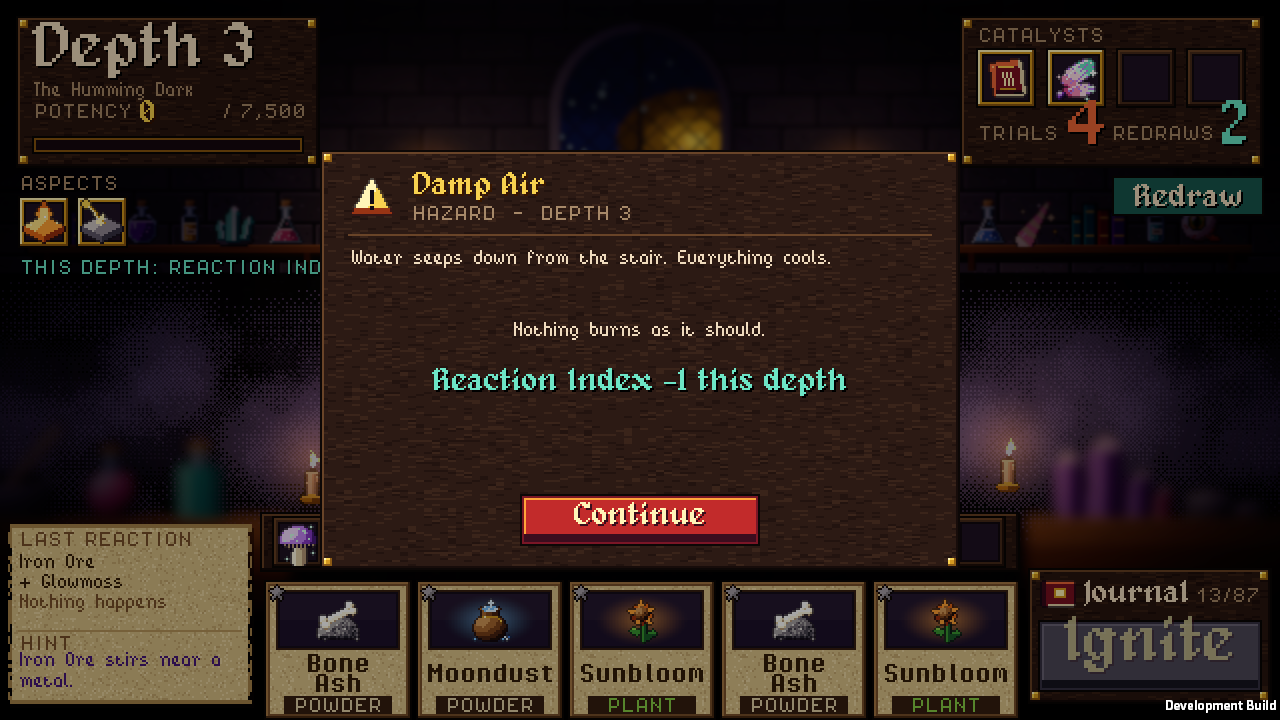 Depth 3
The Humming Dark
POTENCY 0 / 7,500
ASPECTS
THIS DEPTH: REACTION IND
CATALYSTS
TRIALS 4 REDRAWS 2
Redraw
Damp Air
HAZARD - DEPTH 3
Water seeps down from the stair. Everything cools.
Nothing burns as it should.
Reaction Index -1 this depth
Continue
LAST REACTION
Iron Ore
+ Glowmoss
Nothing happens
HINT
Iron Ore stirs near a
metal.
Bone
Ash
POWDER
Moondust
POWDER
Sunbloom
PLANT
Bone
Ash
POWDER
Sunbloom
PLANT
Journal 13/87
Ignite
Development Build